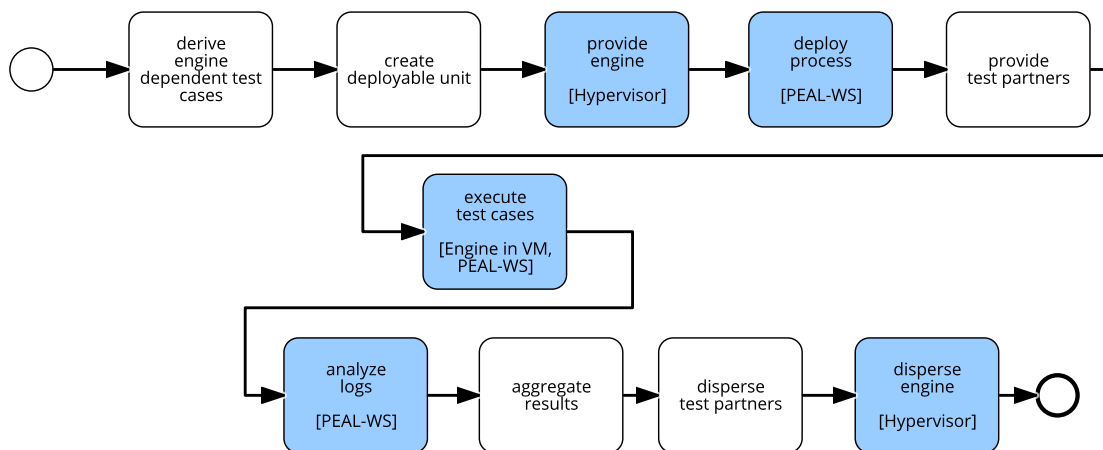 derive
engine
dependent test
cases
create
deployable unit
provide
engine
[Hypervisor]
deploy
process
[PEAL-WS]
provide
test partners
execute
test cases
[Engine in VM,
PEAL-WS]
analyze
logs
[PEAL-WS]
aggregate
results
disperse
test partners
disperse
engine
[Hypervisor]